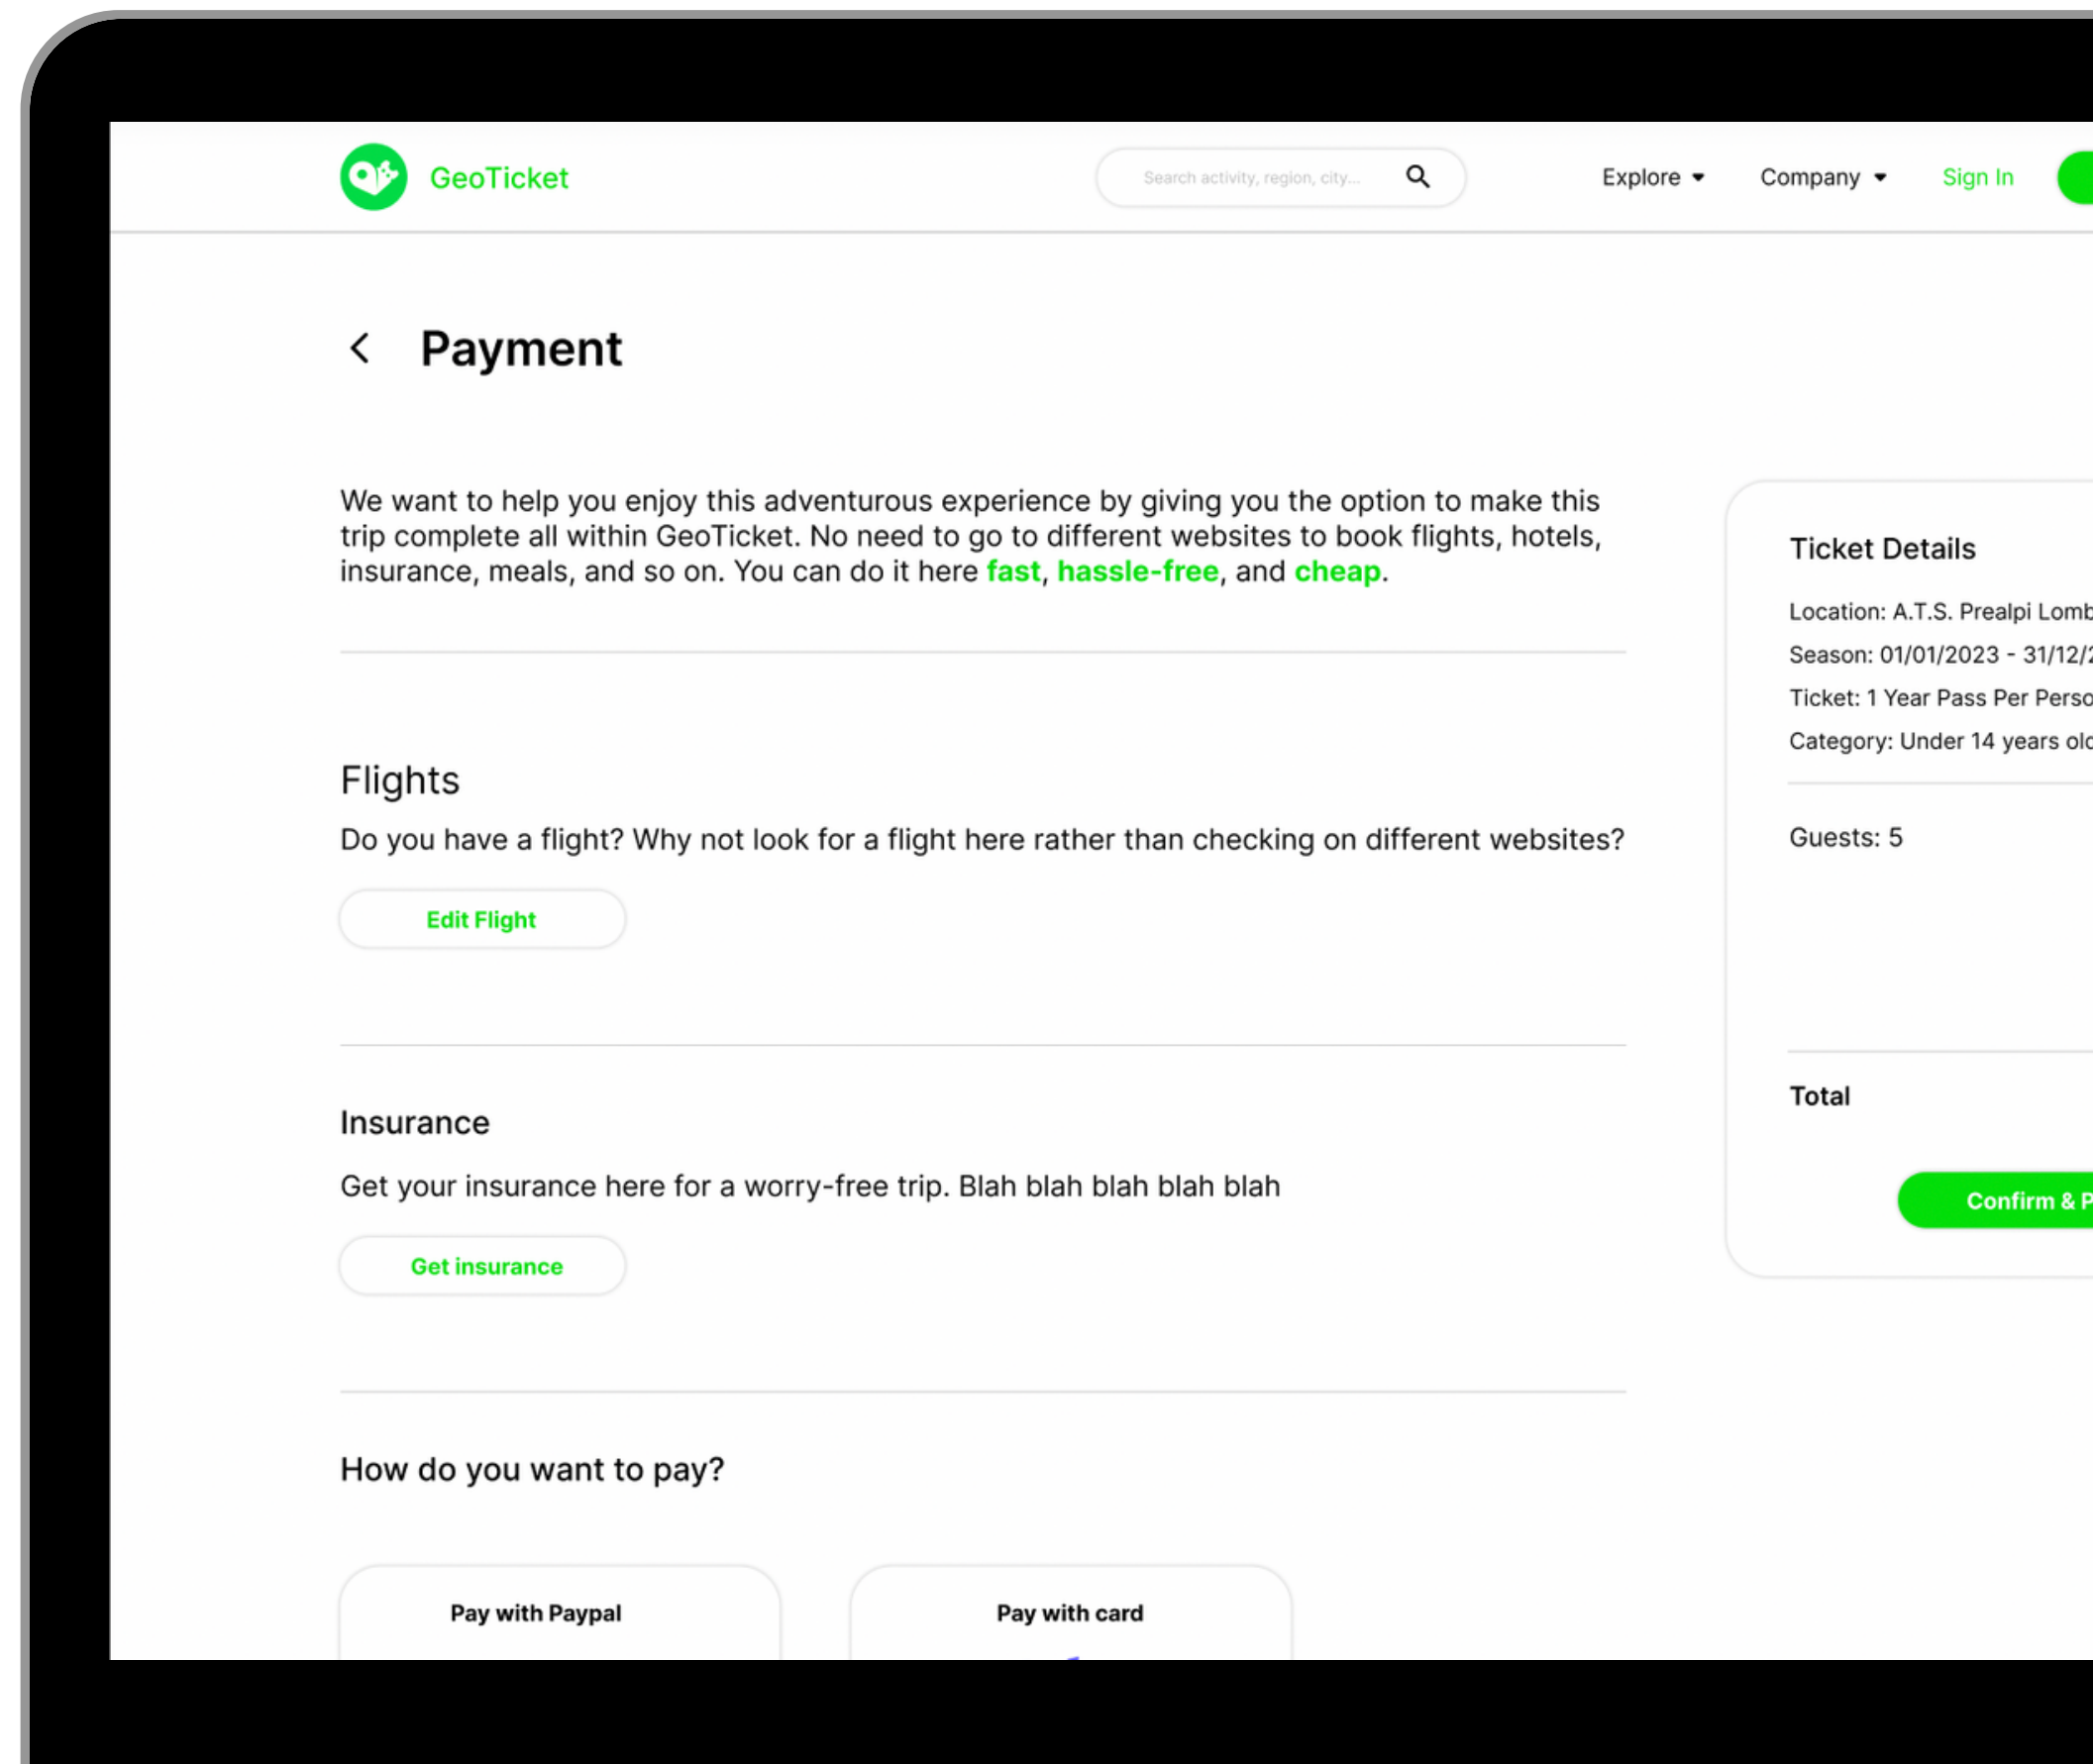 GeoTicket
Search activity, region, city...
Explore
Company
Sign In
Payment
We want to help you enjoy this adventurous experience by giving you the option to make this
trip complete all within GeoTicket. No need to go to different websites to book flights, hotels,
insurance, meals, and so on. You can do it here fast, hassle-free, and cheap.
Flights
Do you have a flight? Why not look for a flight here rather than checking on different websites?
Edit Flight
Insurance
Get your insurance here for a worry-free trip. Blah blah blah blah blah
Get insurance
How do you want to pay?
Pay with Paypal
Pay with card
Ticket Details
Location: A.T.S. Prealpi
Season: 01/01/2023 -
Ticket: 1 Year Pass Per
Category: Under 14 years
Guests: 5
Total
Confirm &